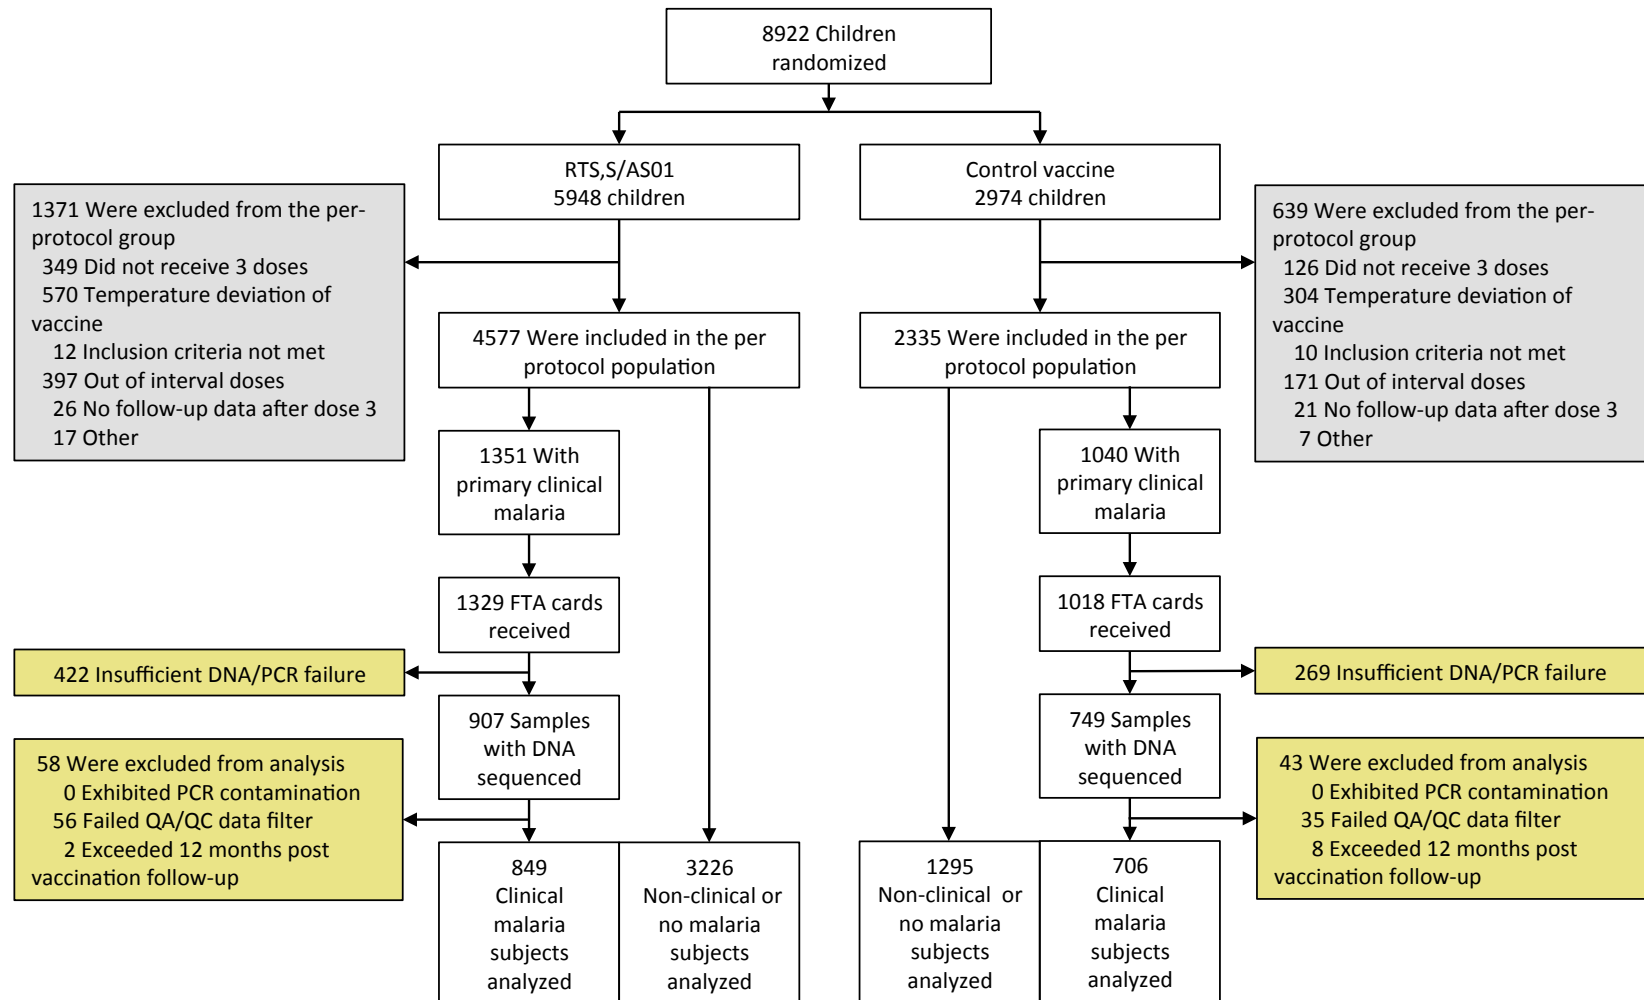 8922 Children
randomized
RTS,S/AS01
5948 children
Control vaccine
2974 children
1371 Were excluded from the per-
protocol group
349 Did not receive 3 doses
570 Temperature deviation of
vaccine
12 Inclusion criteria not met
397 Out of interval doses
26 No follow-up data after dose 3
17 Other
639 Were excluded from the per-
protocol group
126 Did not receive 3 doses
304 Temperature deviation of
vaccine
10 Inclusion criteria not met
171 Out of interval doses
21 No follow-up data after dose 3
7 Other
4577 Were included in the per
protocol population
2335 Were included in the per
protocol population
1351 With
primary clinical
malaria
1040 With
primary clinical
malaria
1329 FTA cards
received
1018 FTA cards
received
422 Insufficient DNA/PCR failure
269 Insufficient DNA/PCR failure
907 Samples
with DNA
sequenced
749 Samples
with DNA
sequenced
58 Were excluded from analysis
0 Exhibited PCR contamination
56 Failed QA/QC data filter
2 Exceeded 12 months post
vaccination follow-up
43 Were excluded from analysis
0 Exhibited PCR contamination
35 Failed QA/QC data filter
8 Exceeded 12 months post
vaccination follow-up
849
Clinical
malaria
subjects
analyzed
3226
Non-clinical or
no malaria
subjects
analyzed
1295
Non-clinical or
no malaria
subjects
analyzed
706
Clinical
malaria
subjects
analyzed